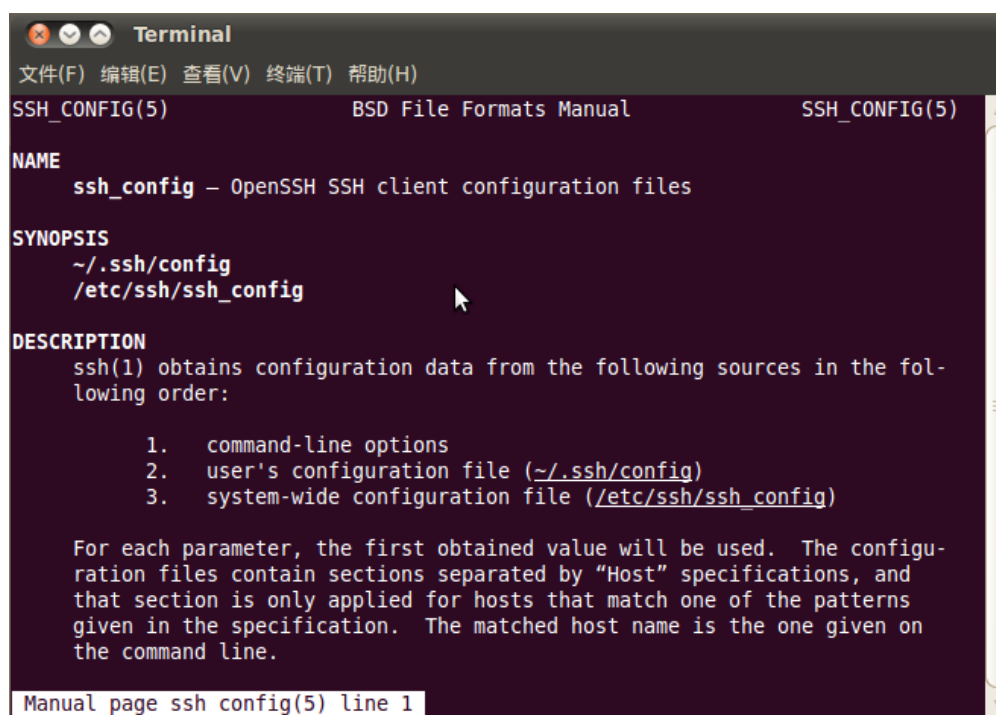 Terminal
文件(F) 编辑(E) 查看(V) 终端(T) 帮助(H)
SSH_CONFIG(5) BSD File Formats Manual SSH_CONFIG(5)
NAME
ssh_config — OpenSSH SSH client configuration files
SYNOPSIS
~/.ssh/config
/etc/ssh/ssh_config
DESCRIPTION
ssh(1) obtains configuration data from the following sources in the fol-
lowing order:
1. command-line options
2. user's configuration file (~/.ssh/config)
3. system-wide configuration file (/etc/ssh/ssh_config)
For each parameter, the first obtained value will be used. The configu-
ration files contain sections separated by “Host” specifications, and
that section is only applied for hosts that match one of the patterns
given in the specification. The matched host name is the one given on
the command line.
Manual page ssh config(5) line 1